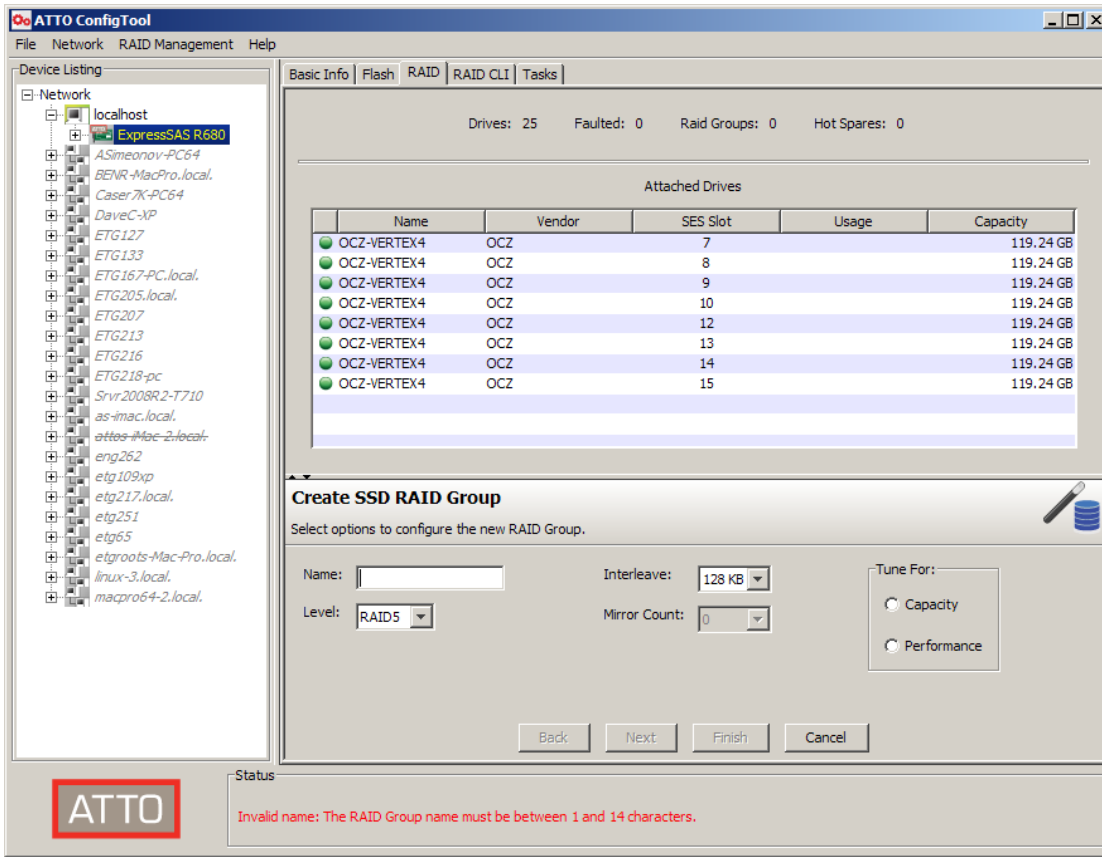 ATTO ConfigTool
File Network RAID Management Help
Device Listing
Network
localhost
ExpressSAS R680
ASimeonov-PC64
BENR-MacPro.local.
Caser7K-PC64
DaveC-XP
ETG127
ETG133
ETG167-PC.local.
ETG205.local.
ETG207
ETG213
ETG216
ETG218-pc
Srvr2008R2-T710
as-imac.local.
attos-iMac-2.local.
eng262
etg109xp
etg217.local.
etg251
etg65
etgroots-Mac-Pro.local.
linux-3.local.
macpro64-2.local.
Basic Info Flash RAID RAID CLI Tasks
Drives: 25 Faulted: 0 Raid Groups: 0 Hot Spares: 0
Attached Drives
Name Vendor SES Slot Usage Capacity
OCZ-VERTEX4 OCZ 7 119.24 GB
OCZ-VERTEX4 OCZ 8 119.24 GB
OCZ-VERTEX4 OCZ 9 119.24 GB
OCZ-VERTEX4 OCZ 10 119.24 GB
OCZ-VERTEX4 OCZ 12 119.24 GB
OCZ-VERTEX4 OCZ 13 119.24 GB
OCZ-VERTEX4 OCZ 14 119.24 GB
OCZ-VERTEX4 OCZ 15 119.24 GB
Create SSD RAID Group
Select options to configure the new RAID Group.
Name: Interleave: 128 KB
Level: RAID5 Mirror Count: 0
Tune For:
Capacity
Performance
Back Next Finish Cancel
ATTO
Status
Invalid name: The RAID Group name must be between 1 and 14 characters.